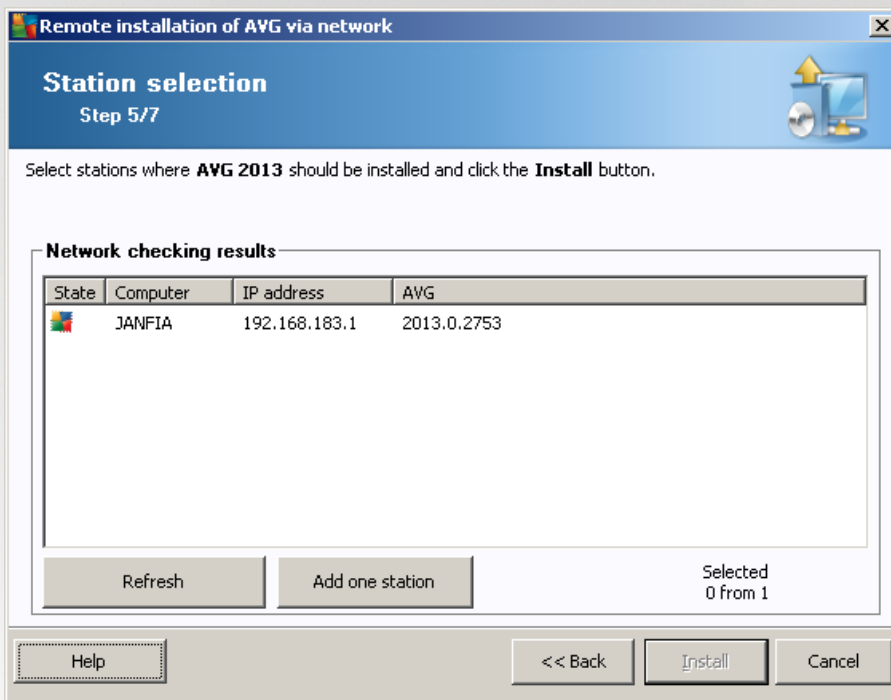 Remote installation of AVG via network
Station selection
Step 5/7
Select stations where AVG 2013 should be installed and click the Install button.
Network checking results
State Computer IP address AVG
JANFIA 192.168.183.1 2013.0.2753
Refresh Add one station Selected
0 from 1
Help << Back Install Cancel